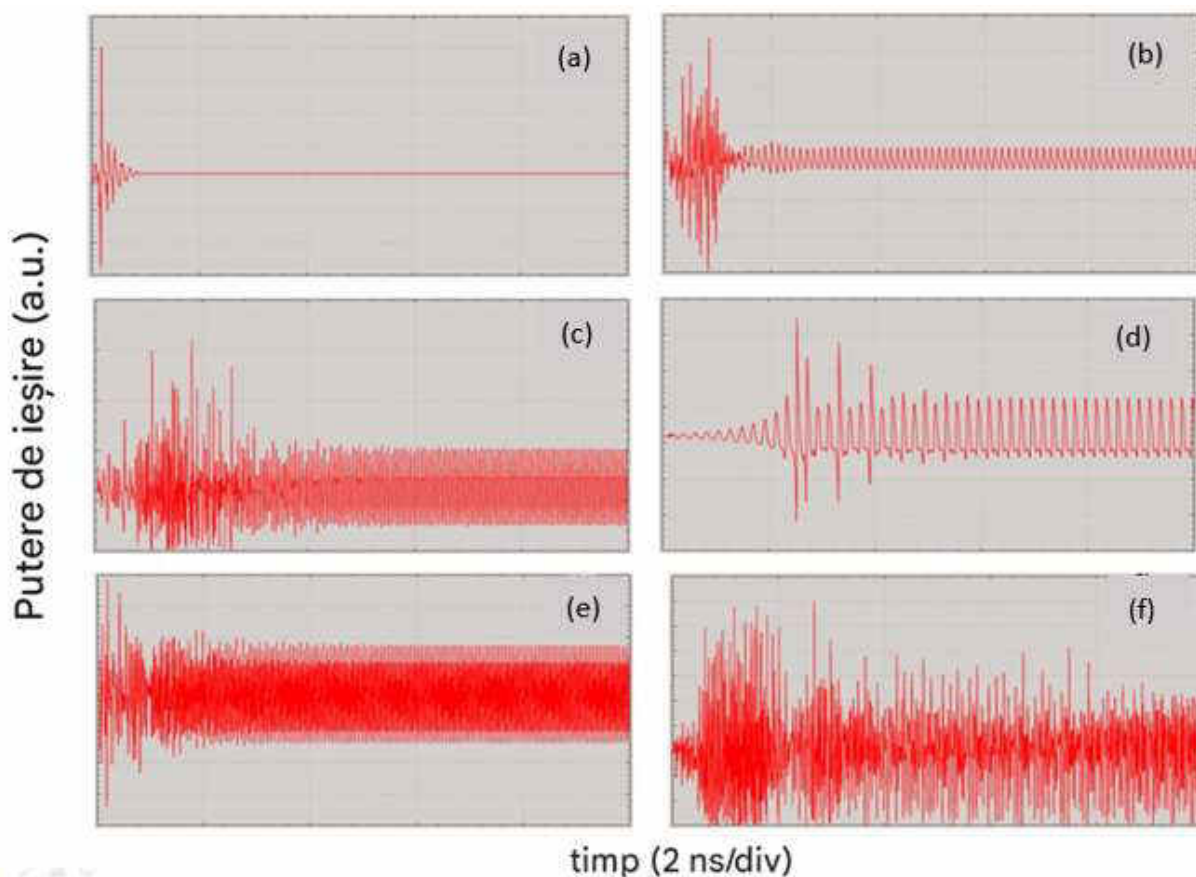 (a)
(b)
Putere de ieșire (a.u.)
(c)
(d)
(e)
(f)
timp (2 ns/div)